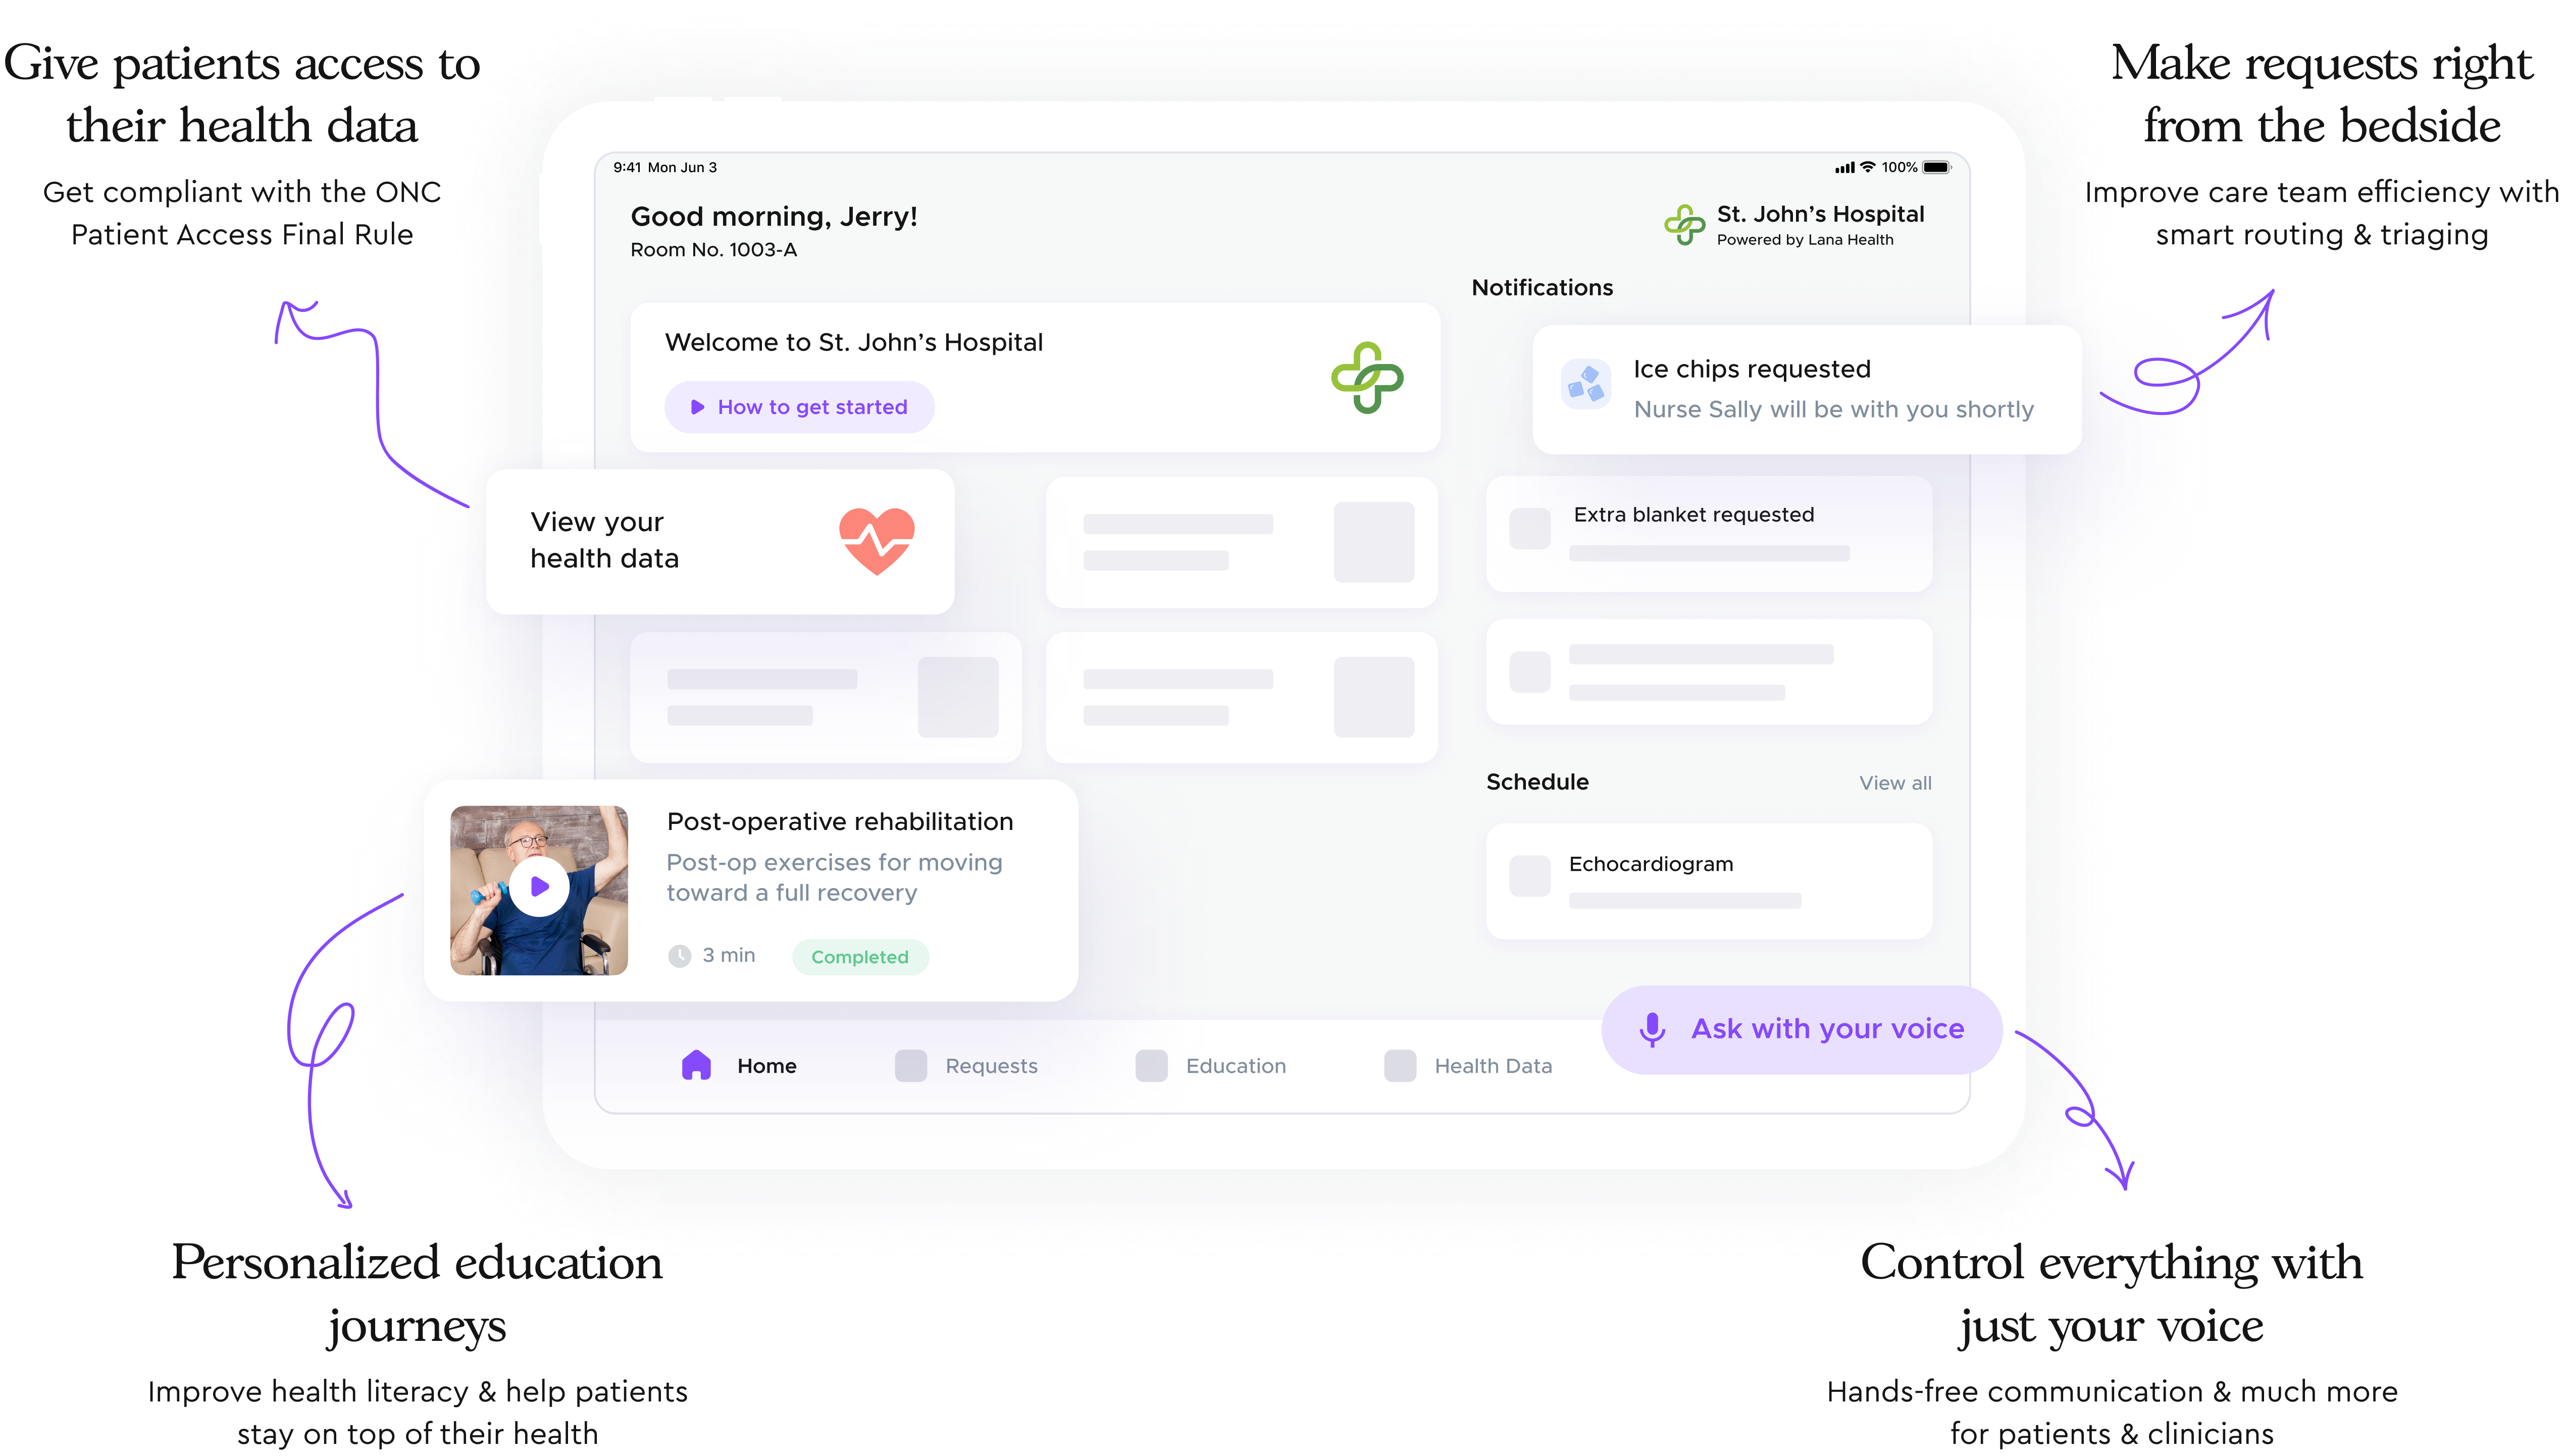 Give patients access to
their health data
Get compliant with the ONC
Patient Access Final Rule
Make requests right
from the bedside
Improve care team efficiency with
smart routing & triaging
9:41 Mon Jun 3
100%
Good morning, Jerry!
Room No. 1003-A
St. John's Hospital
Powered by Lana Health
Welcome to St. John's Hospital
How to get started
Notifications
Ice chips requested
Nurse Sally will be with you shortly
View your
health data
Extra blanket requested
Post-operative rehabilitation
Post-op exercises for moving
toward a full recovery
3 min
Completed
Schedule
View all
Echocardiogram
Ask with your voice
Home
Requests
Education
Health Data
Personalized education
journeys
Improve health literacy & help patients
stay on top of their health
Control everything with
just your voice
Hands-free communication & much more
for patients & clinicians